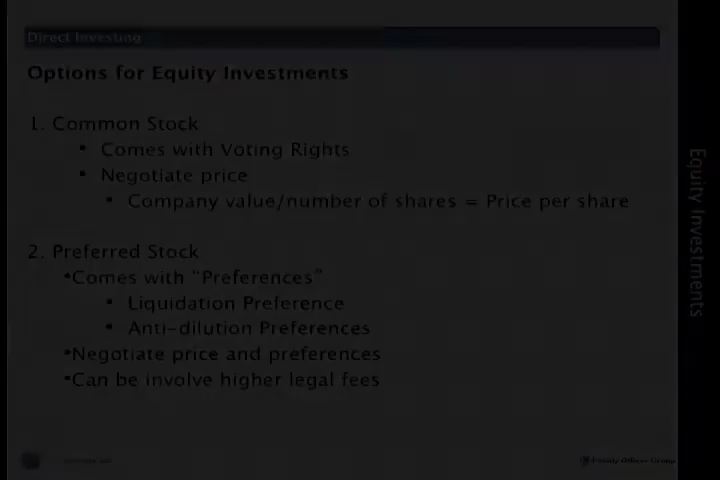 Direct Investing
Options for Equity Investments
1. Common Stock
• Comes with Voting Rights
• Negotiate price
• Company value/number of shares = Price per share
2. Preferred Stock
•Comes with “Preferences”
• Liquidation Preference
• Anti-dilution Preferences
•Negotiate price and preferences
•Can be involve higher legal fees
Equity Investments
Family Office Group